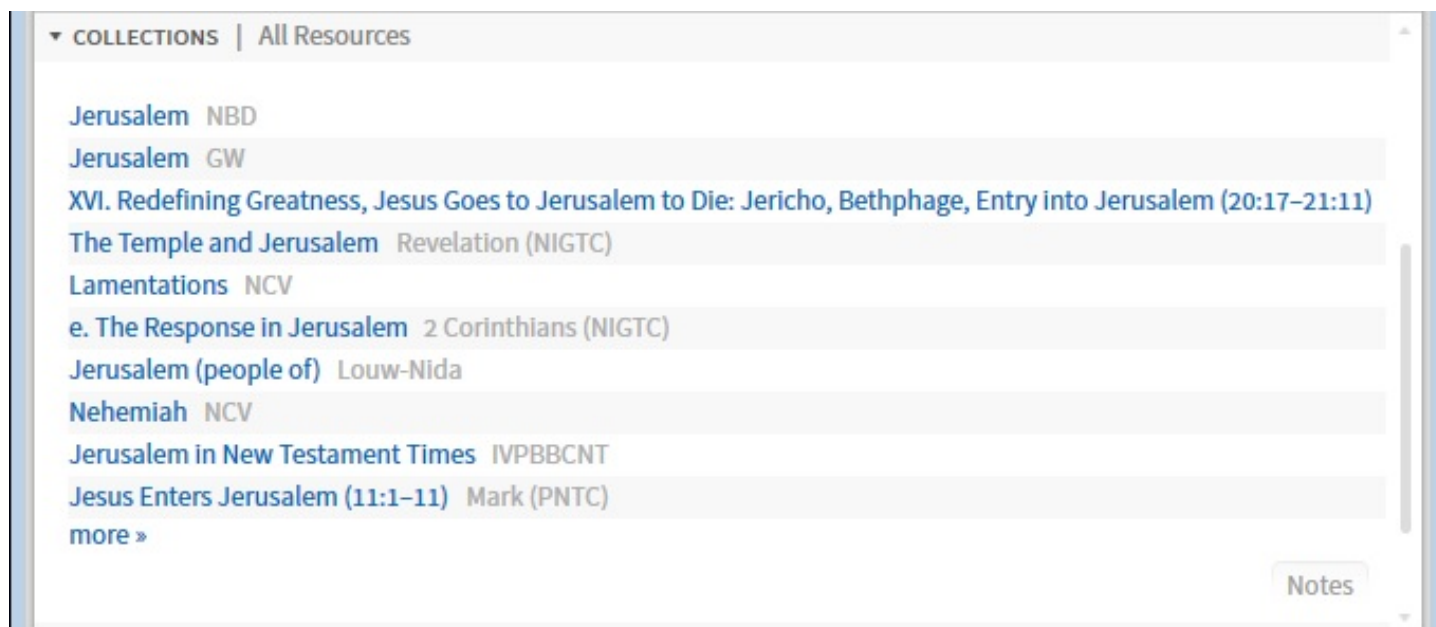 COLLECTIONS | All Resources
Jerusalem NBD
Jerusalem GW
XVI. Redefining Greatness, Jesus Goes to Jerusalem to Die: Jericho, Bethphage, Entry into Jerusalem (20:17–21:11)
The Temple and Jerusalem Revelation (NIGTC)
Lamentations NCV
e. The Response in Jerusalem 2 Corinthians (NIGTC)
Jerusalem (people of) Louw-Nida
Nehemiah NCV
Jerusalem in New Testament Times IVPBBCNT
Jesus Enters Jerusalem (11:1–11) Mark (PNTC)
more »
Notes